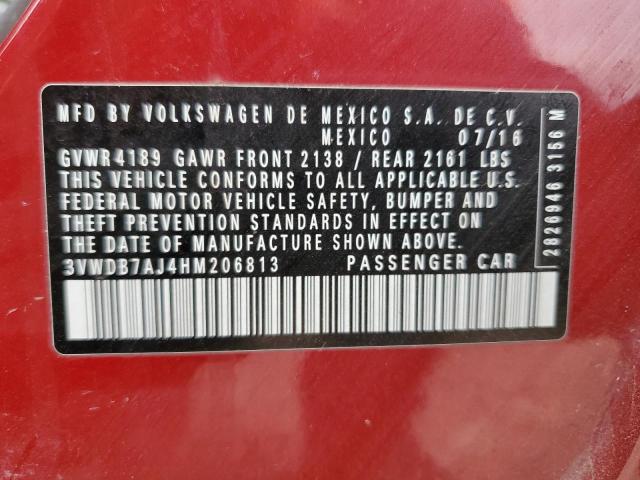 MFD BY VOLKSWAGEN DE MEXICO S.A. DE C.V.
MEXICO 07/16
GVWR 4189 GAWR FRONT 2138 / REAR 2161 LBS
THIS VEHICLE CONFORMS TO ALL APPLICABLE U.S.
FEDERAL MOTOR VEHICLE SAFETY, BUMPER AND
THEFT PREVENTION STANDARDS IN EFFECT ON
THE DATE OF MANUFACTURE SHOWN ABOVE.
3VWDB7AJ4HM206813 PASSENGER CAR
2826946 3156 M